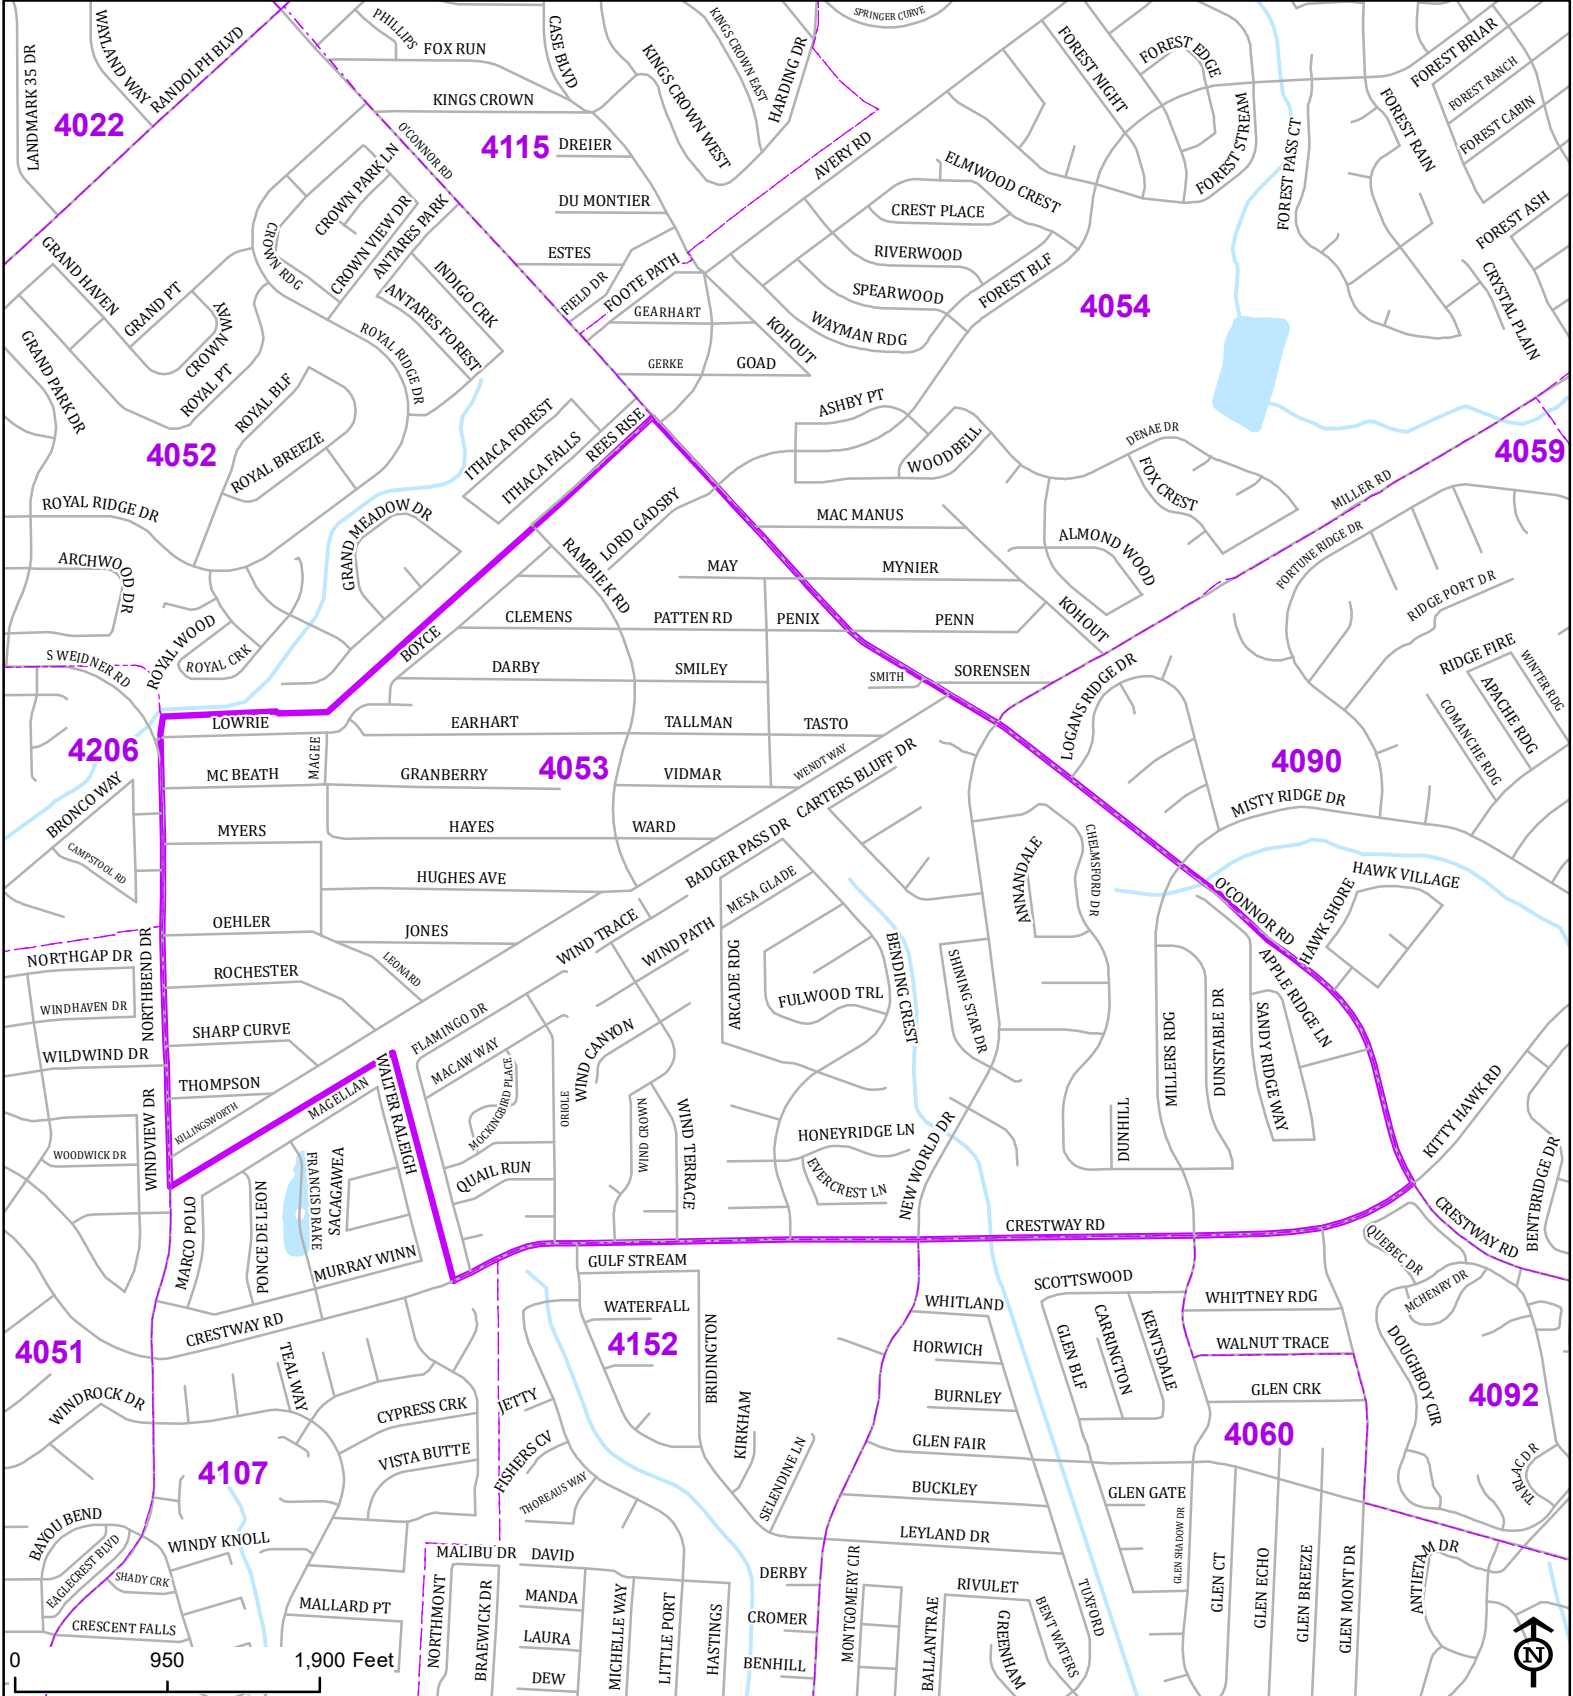 SPRINGER CURVE
WAYLAND WAY
PHILLIPS
FOX RUN
CASE BLVD
KINGS CROWN EAST
HARDING DR
FOREST NIGHT
FOREST EDGE
FOREST BRIAR
LANDMARK 35 DR
RANDOLPH BLVD
KINGS CROWN
KINGS CROWN WEST
FOREST RANCH
FOREST CABIN
4022
O'CONNOR RD
4115
DREIER
AVERY RD
FOREST STREAM
FOREST PASS CT
FOREST RAIN
CROWN PARK LN
ELMWOOD CREST
DU MONTIER
CREST PLACE
FOREST ASH
CROWN VIEW DR
ANTARES PARK
GRAND HAVEN
CROWN RDG
ESTES
RIVERWOOD
FOREST BLF
CRYSTAL PLAIN
GRAND PT
INDIGO CRK
FIELD DR
FOOTE PATH
SPEARWOOD
4054
ANTARES FOREST
GEARHART
KOHOUT
WAYMAN RDG
CROWN WAY
ROYAL RIDGE DR
GRAND PARK DR
ROYAL PT
GERKE
GOAD
ROYAL BLF
ASHBY PT
4052
ROYAL BREEZE
ITHACA FOREST
ITHACA FALLS
REES RISE
WOODBELL
DENAE DR
FOX CREST
4059
MILLER RD
ROYAL RIDGE DR
GRAND MEADOW DR
LORD GADSBY
MAC MANUS
ALMOND WOOD
FORTUNE RIDGE DR
ARCHWOOD DR
RAMBIEK RD
MAY
MYNIER
RIDGE PORT DR
CLEMENS
PATTEN RD
PENIX
PENN
KOHOUT
ROYAL WOOD
ROYAL CRK
BOYCE
S WEIDNER RD
DARBY
SMILEY
SMITH
SORENSEN
RIDGE FIRE
WINTER RDG
APACHE RDG
COMANCHE RDG
LOGANS RIDGE DR
LOWRIE
EARHART
TALLMAN
TASTO
4206
MAGEE
MC BEATH
GRANBERRY
4053
VIDMAR
WENDT WAY
CARTERS BLUFF DR
4090
BRONCO WAY
MISTY RIDGE DR
MYERS
HAYES
WARD
BADGER PASS DR
CAMPSTOOL RD
HUGHES AVE
MESA GLADE
ANNANDALE
CHELMSFORD DR
O'CONNOR RD
HAWK SHORE
HAWK VILLAGE
OEHLER
JONES
WIND TRACE
WIND PATH
NORTHGAP DR
NORTHBEND DR
ROCHESTER
LEONARD
ARCADE RDG
FULWOOD TRL
BENDING CREST
SHINING STAR DR
APPLE RIDGE LN
WINDHAVEN DR
SHARP CURVE
FLAMINGO DR
WIND CANYON
MILLERS RDG
DUNSTABLE DR
SANDY RIDGE WAY
WILDWIND DR
MACAW WAY
THOMPSON
MAGELLAN
WALTER RALEIGH
MOCKINGBIRD PLACE
ORIOLE
KITTY HAWK RD
WINDVIEW DR
KILLINGSWORTH
WIND CROWN
WIND TERRACE
HONEYRIDGE LN
NEW WORLD DR
DUNHILL
WOODWICK DR
QUAIL RUN
EVERCREST LN
MARCO POLO
PONCE DE LEON
FRANCIS DRAKE
SACAGAWEA
BENTBRIDGE DR
CRESTWAY RD
CRESTWAY RD
QUEBEC DR
MURRAY WINN
GULF STREAM
SCOTTSWOOD
MCHENRY DR
CRESTWAY RD
WATERFALL
WHITLAND
WHITTNEY RDG
4051
4152
BRIDINGTON
HORWICH
GLEN BLF
CARRINGTON
KENTSDALE
WALNUT TRACE
DOUGHBOY CIR
TEAL WAY
WINDROCK DR
CYPRESS CRK
JETTY
KIRKHAM
BURNLEY
GLEN CRK
4092
VISTA BUTTE
FISHERS CV
SELENDINE LN
GLEN FAIR
4060
4107
THOREAUS WAY
BUCKLEY
GLEN GATE
TARLAC DR
BAYOU BEND
EAGLECREST BLVD
WINDY KNOLL
MALIBU DR
DAVID
LEYLAND DR
GLEN SHADOW DR
ANTIETAM DR
SHADY CRK
DERBY
MONTGOMERY CIR
RIVULET
TUXFORD
GLEN CT
GLEN ECHO
GLEN BREEZE
GLEN MONT DR
MALLARD PT
NORTHMONT
BRAEWICK DR
MANDA
MICHELLE WAY
LITTLE PORT
HASTINGS
CROMER
BALLANTRAE
GREENHAM
BENT WATERS
CRESCENT FALLS
LAURA
BENHILL
DEW
0 950 1,900 Feet
N